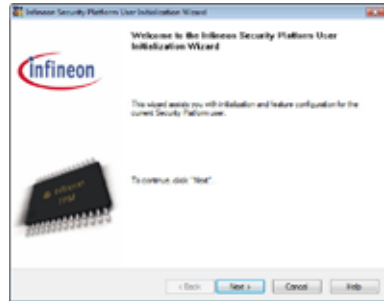 Infineon Security Platform User Initialization Wizard
Welcome to the Infineon Security Platform User
Initialization Wizard
infineon
This wizard assists you with initialization and feature configuration for the
current Security Platform user.
To continue, click "Next".
infineon
TPM
< Back
Next >
Cancel
Help